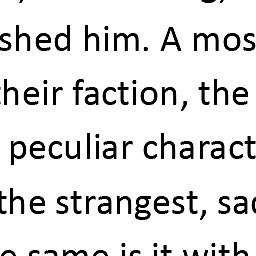 shed him. A mos
their faction, the
peculiar charact
the strangest, sad
same is it with